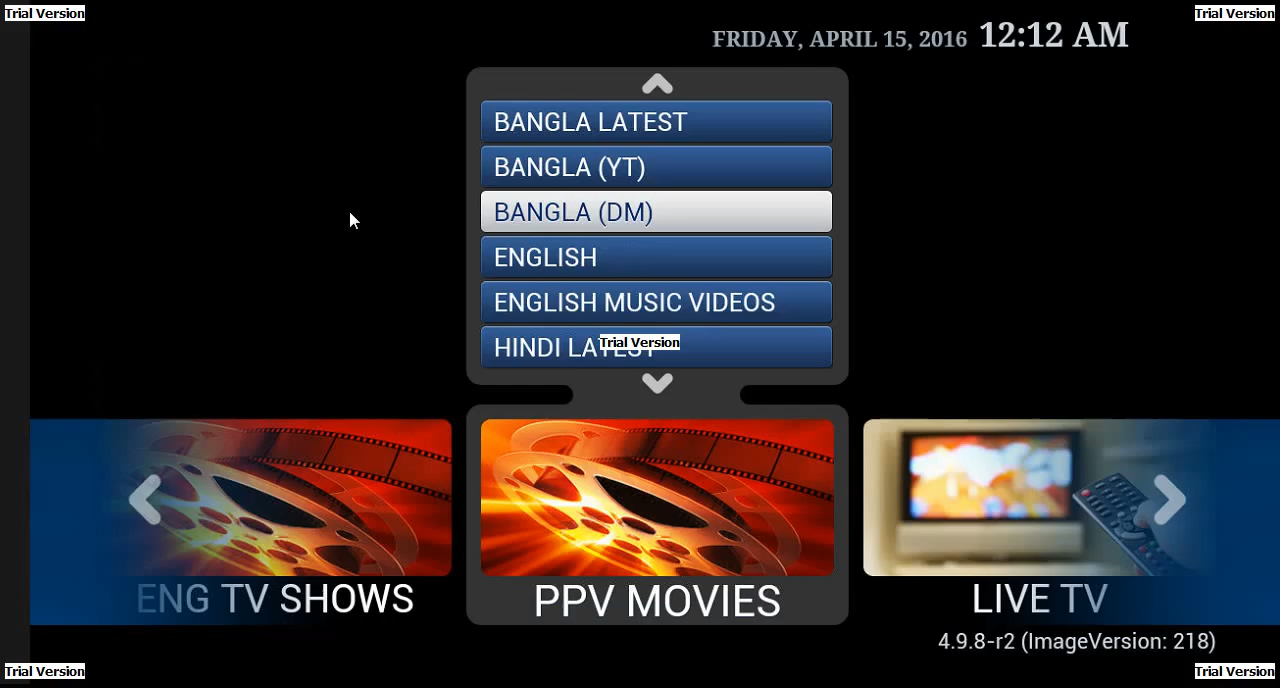 Trial Version
Trial Version
FRIDAY, APRIL 15, 2016 12:12 AM
BANGLA LATEST
BANGLA (YT)
BANGLA (DM)
ENGLISH
ENGLISH MUSIC VIDEOS
HINDI LATEST
Trial Version
ENG TV SHOWS
PPV MOVIES
LIVE TV
4.9.8-r2 (ImageVersion: 218)
Trial Version
Trial Version